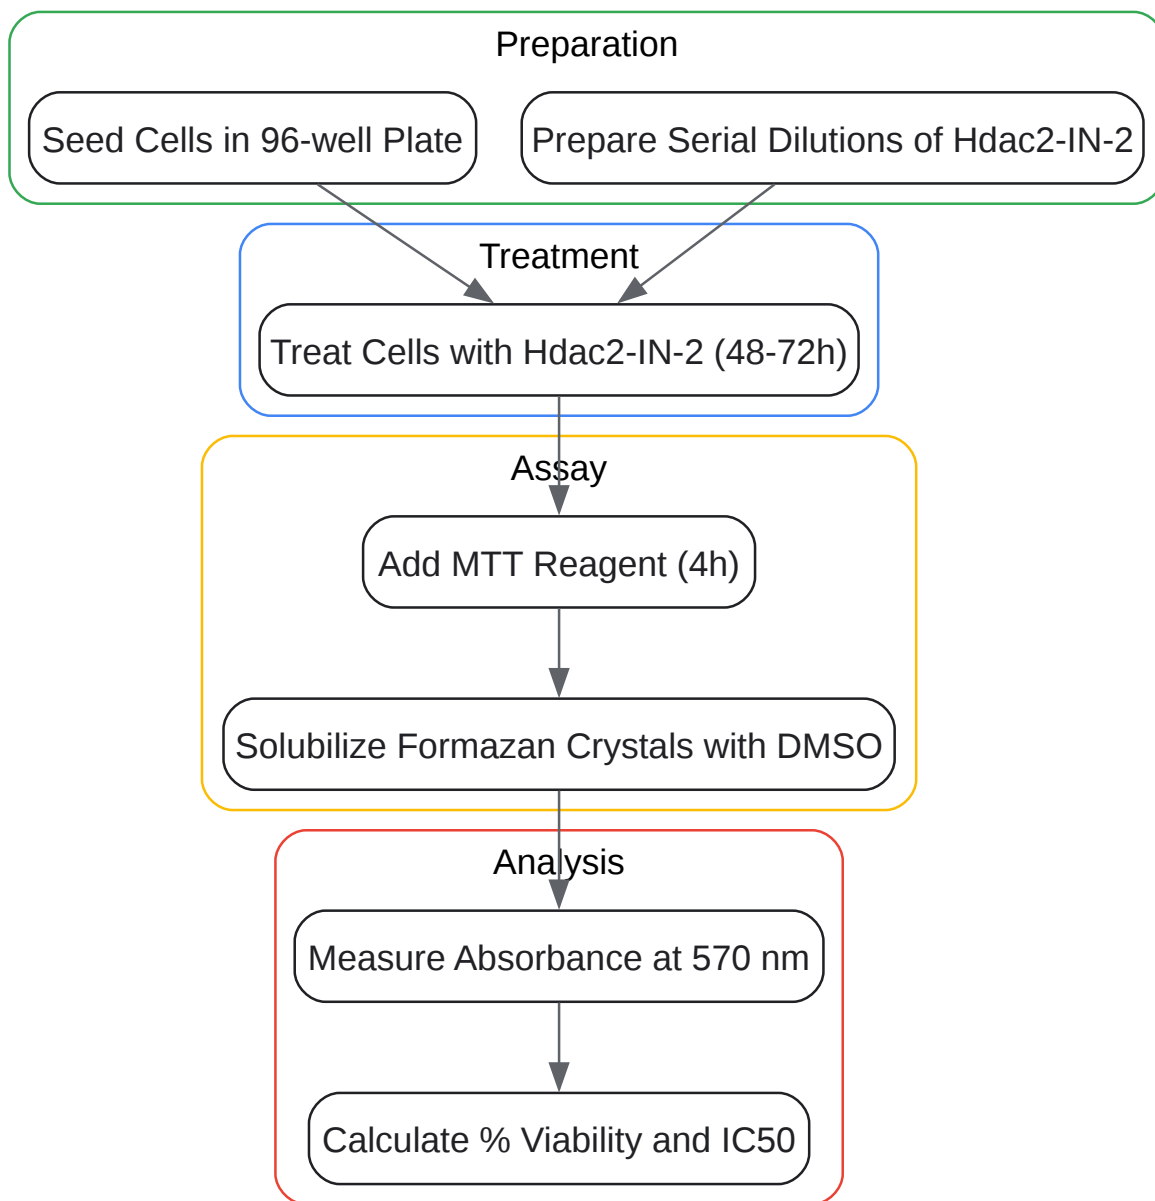 Preparation
Seed Cells in 96-well Plate
Prepare Serial Dilutions of Hdac2-IN-2
Treatment
Treat Cells with Hdac2-IN-2 (48-72h)
Assay
Add MTT Reagent (4h)
Solubilize Formazan Crystals with DMSO
Analysis
Measure Absorbance at 570 nm
Calculate % Viability and IC50